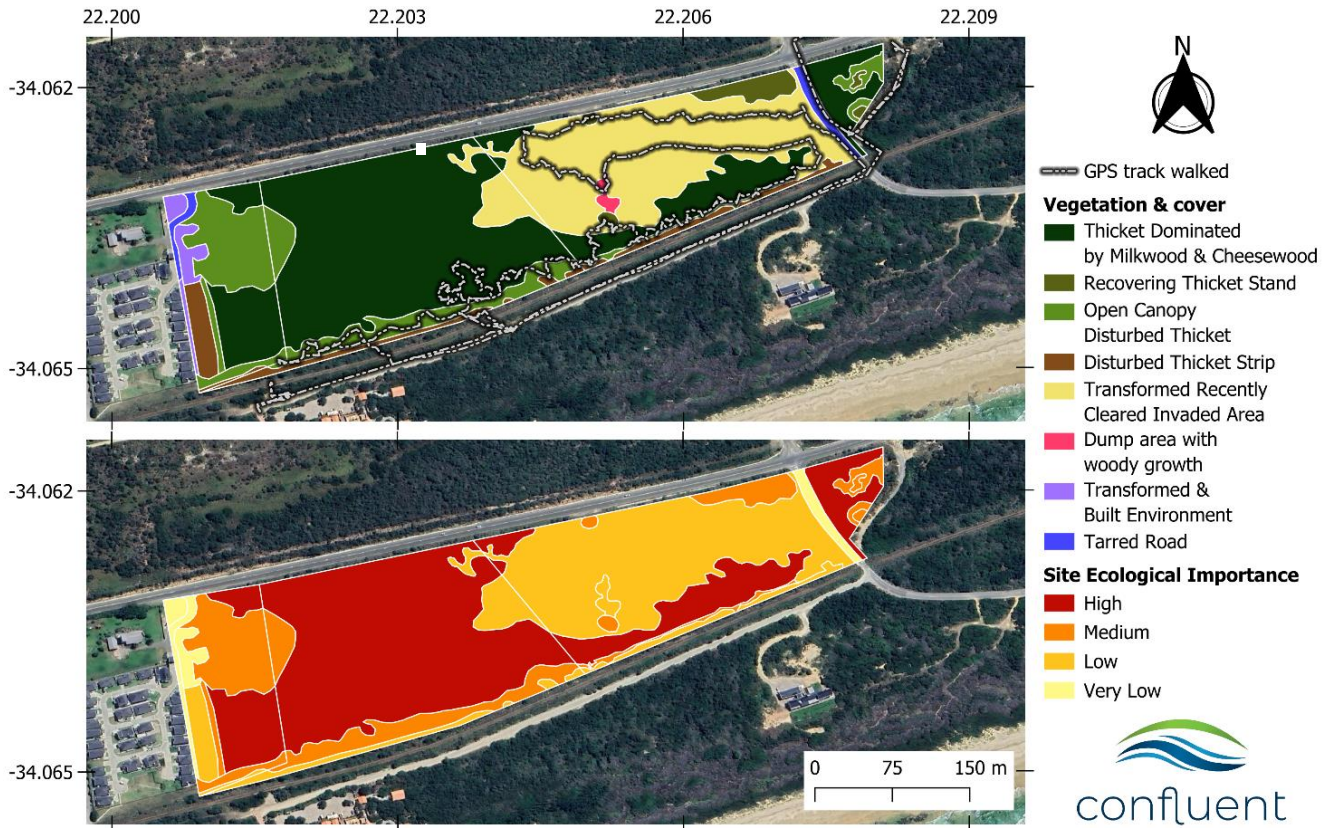 22.200 22.203 22.206 22.209
-34.062
-34.065
N
GPS track walked
Vegetation & cover
Thicket Dominated
by Milkwood & Cheesewood
Recovering Thicket Stand
Open Canopy
Disturbed Thicket
Disturbed Thicket Strip
Transformed Recently
Cleared Invaded Area
Dump area with
woody growth
Transformed &
Built Environment
Tarred Road
-34.062
-34.065
Site Ecological Importance
High
Medium
Low
Very Low
0 75 150 m
confluent